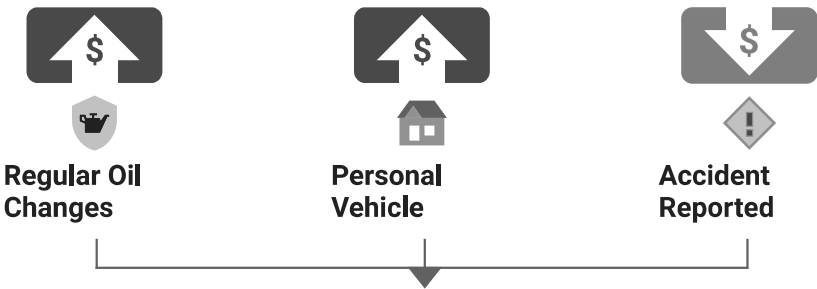 $ $ $
Regular Oil Changes
Personal Vehicle
Accident Reported